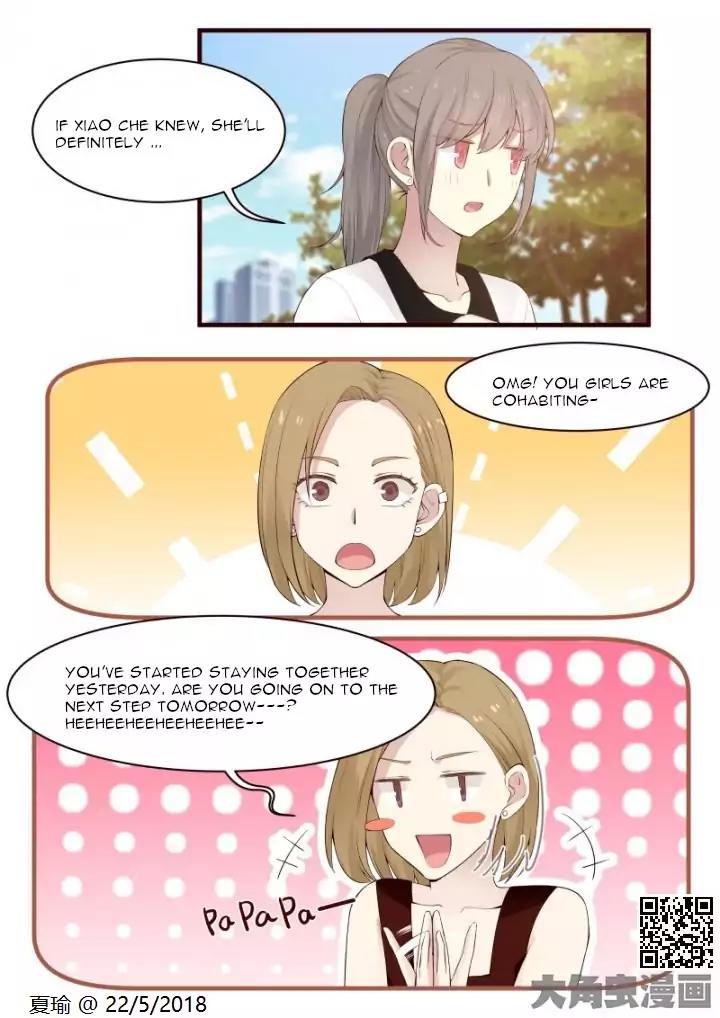 IF XIAO CHE KNEW, SHE'LL
DEFINITELY ...
OMG! YOU GIRLS ARE
COHABITING~
YOU'VE STARTED STAYING TOGETHER
YESTERDAY. ARE YOU GOING ON TO THE
NEXT STEP TOMORROW~~~?
HEEHEEHEEHEEHEEHEE~~
PaPaPa—
大角虫漫画
夏瑜 @ 22/5/2018